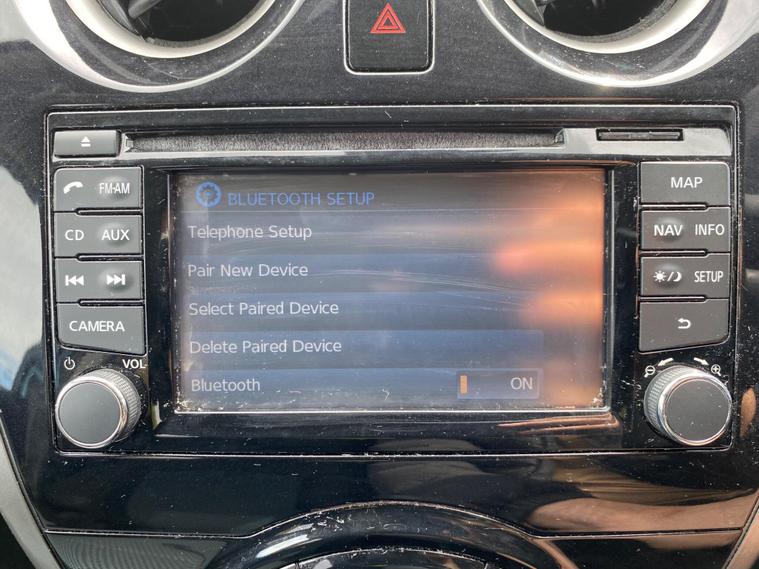 FM·AM
CD AUX
CAMERA
VOL
BLUETOOTH SETUP
Telephone Setup
Pair New Device
Select Paired Device
Delete Paired Device
Bluetooth ON
MAP
NAV INFO
SETUP